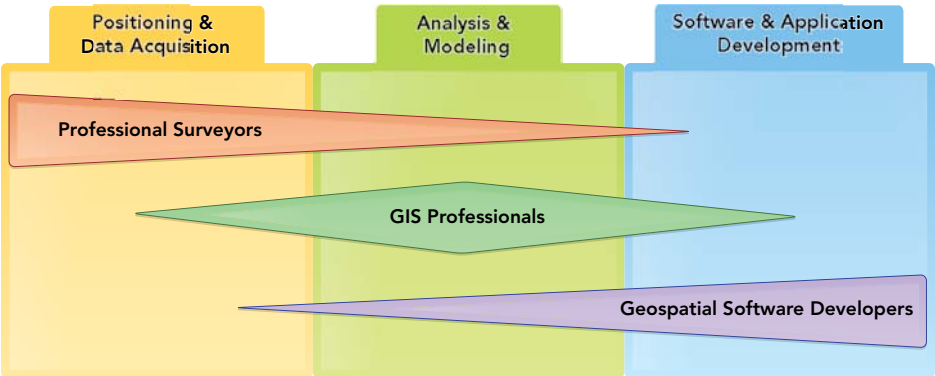 Positioning &
Data Acquisition
Analysis &
Modeling
Software & Application
Development
Professional Surveyors
GIS Professionals
Geospatial Software Developers